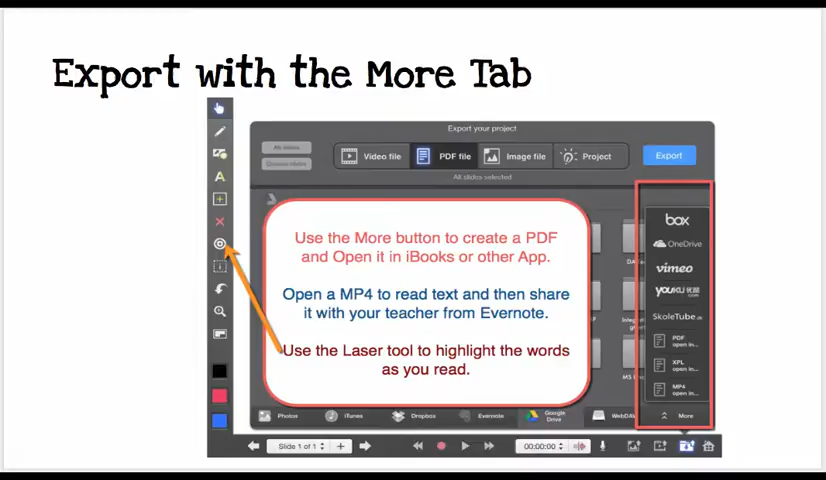 Export with the More Tab
Export your project
All slides
Video file
PDF file
Image file
Project
Export
All slides selected
A
box
OneDrive
vimeo
SkoleTube.dk
PDF
open in...
XPL
open in...
MP4
open in...
Use the More button to create a PDF
and Open it in iBooks or other App.
Open a MP4 to read text and then share
it with your teacher from Evernote.
Use the Laser tool to highlight the words
as you read.
Photos
iTunes
Dropbox
Evernote
Google
Drive
WebDAV
More
Slide 1 of 1
00:00:00